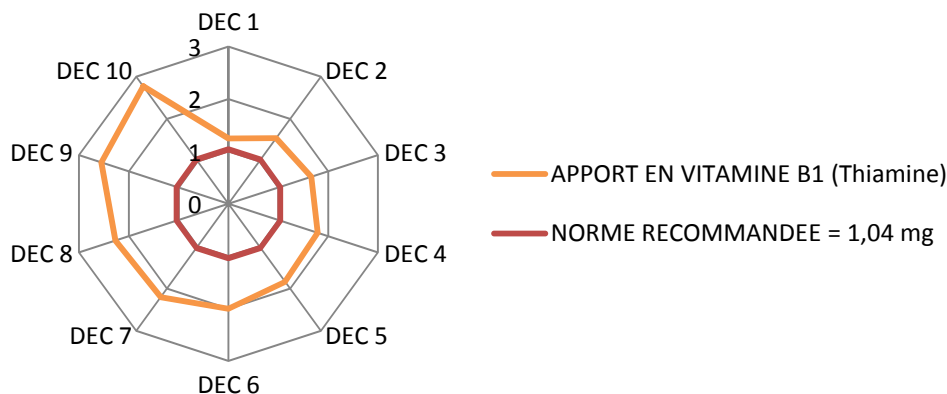 DEC 1
3
DEC 10
DEC 2
2
DEC 9
1
DEC 3
APPORT EN VITAMINE B1 (Thiamine)
0
NORME RECOMMANDEE = 1,04 mg
DEC 8
DEC 4
DEC 7
DEC 5
DEC 6